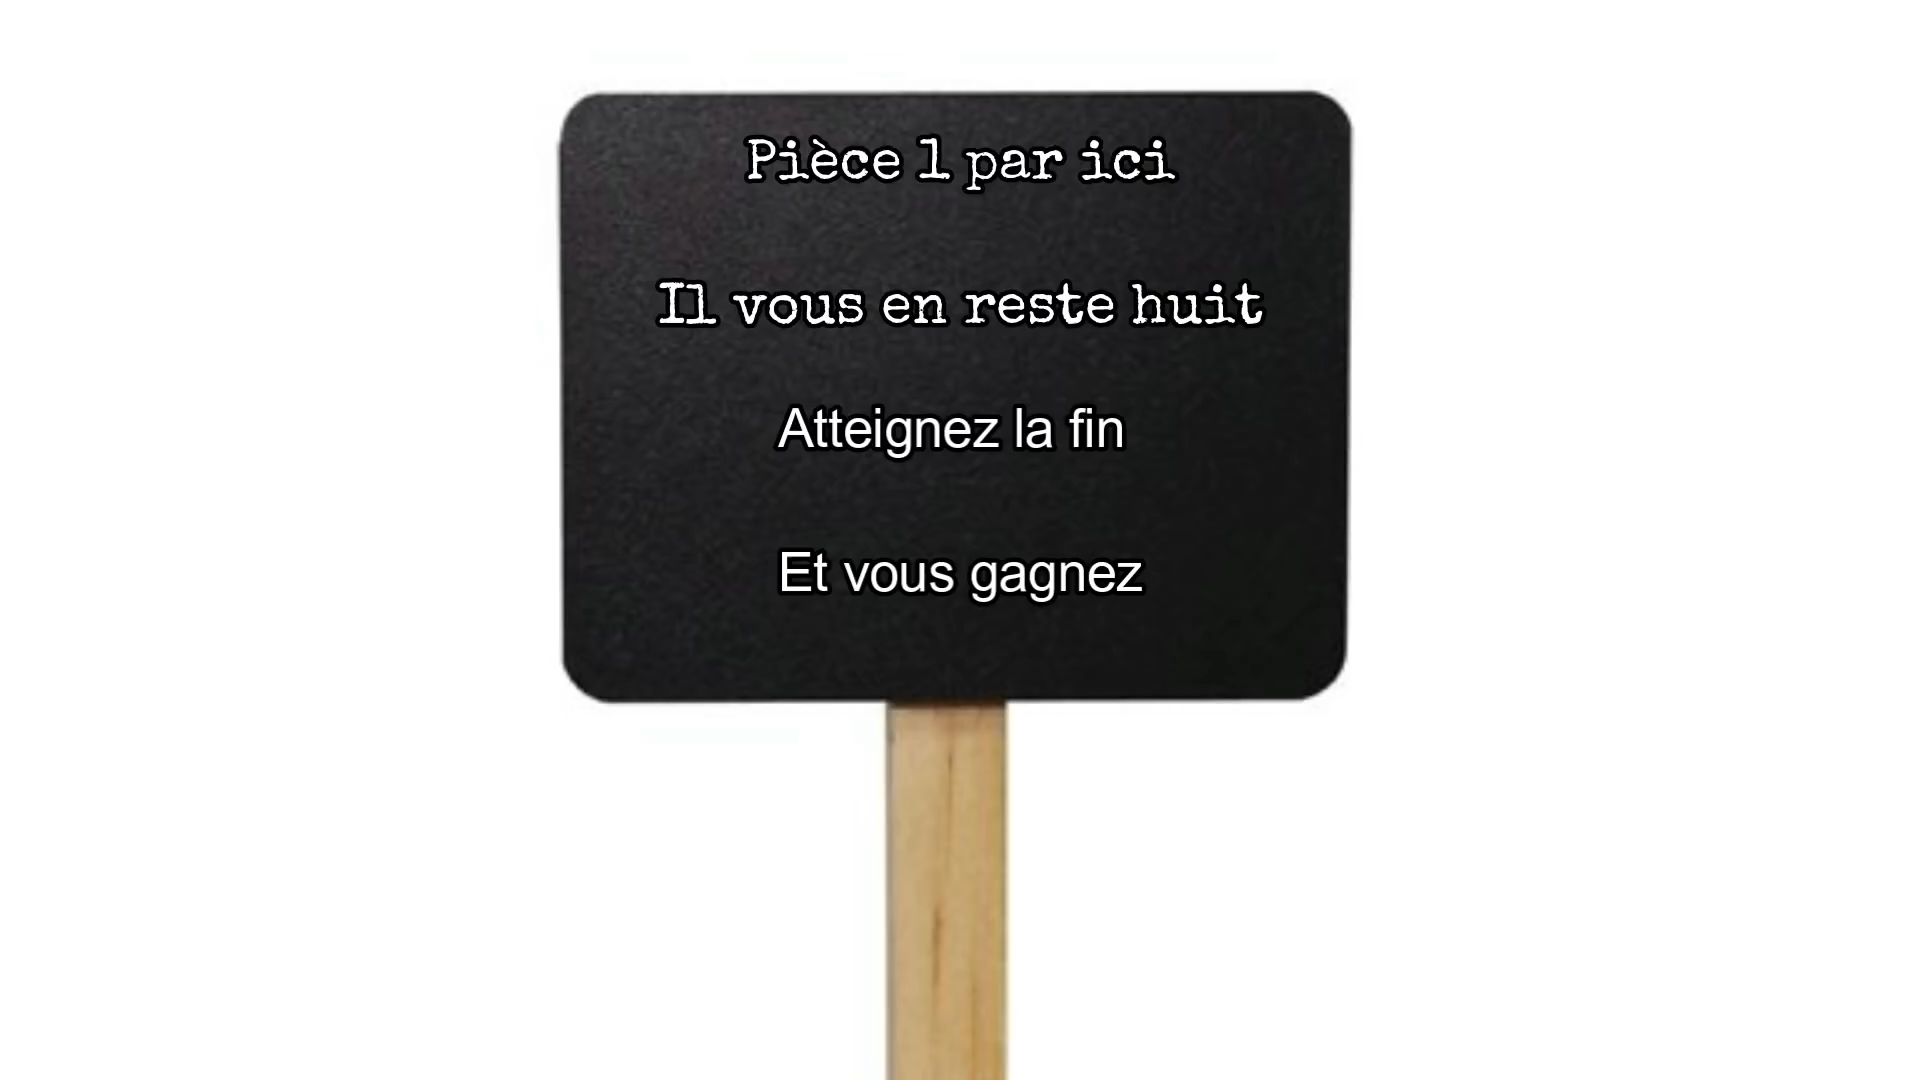 Pièce 1 par ici
Il vous en reste huit
Atteignez la fin
Et vous gagnez